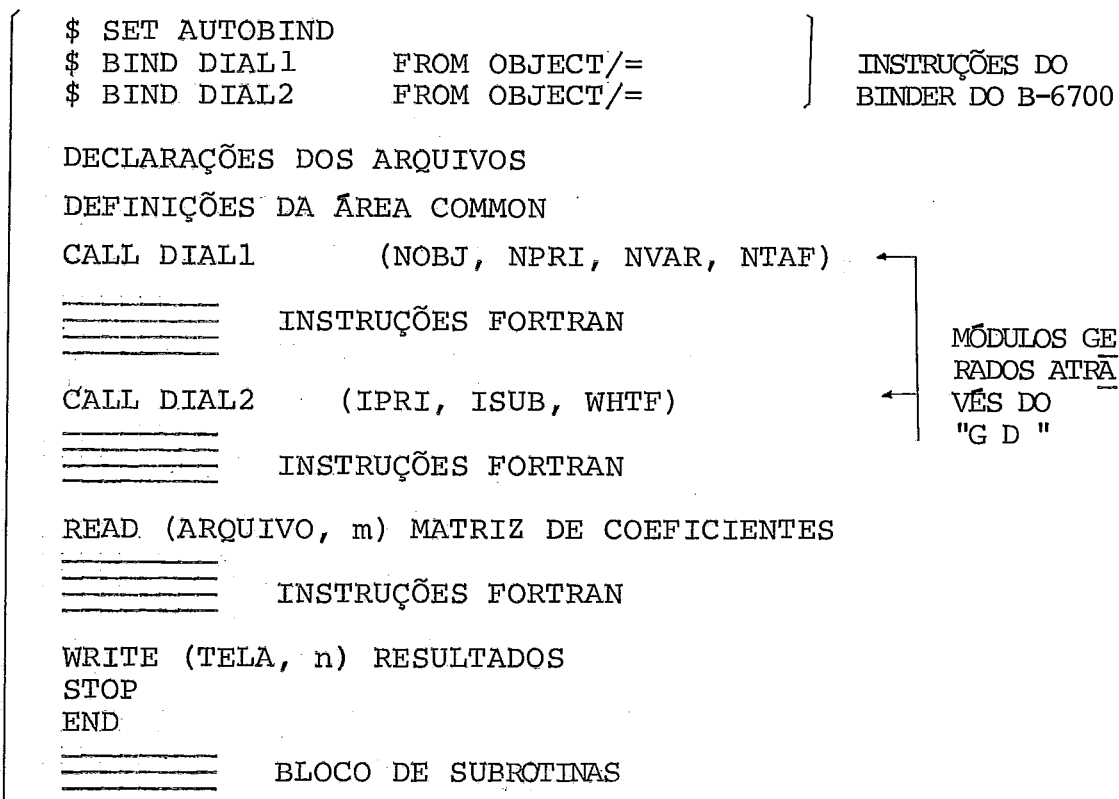 $ SET AUTOBIND
$ BIND DIAL1 FROM OBJECT/=
$ BIND DIAL2 FROM OBJECT/=
INSTRUÇÕES DO
BINDER DO B-6700
DECLARAÇÕES DOS ARQUIVOS
DEFINIÇÕES DA ÁREA COMMON
CALL DIAL1 (NOBJ, NPRI, NVAR, NTAF)
INSTRUÇÕES FORTRAN
MÓDULOS GE
RADOS ATRA
VÉS DO
"G D "
CALL DIAL2 (IPRI, ISUB, WHTF)
INSTRUÇÕES FORTRAN
READ (ARQUIVO, m) MATRIZ DE COEFICIENTES
INSTRUÇÕES FORTRAN
WRITE (TELA, n) RESULTADOS
STOP
END
BLOCO DE SUBROTINAS